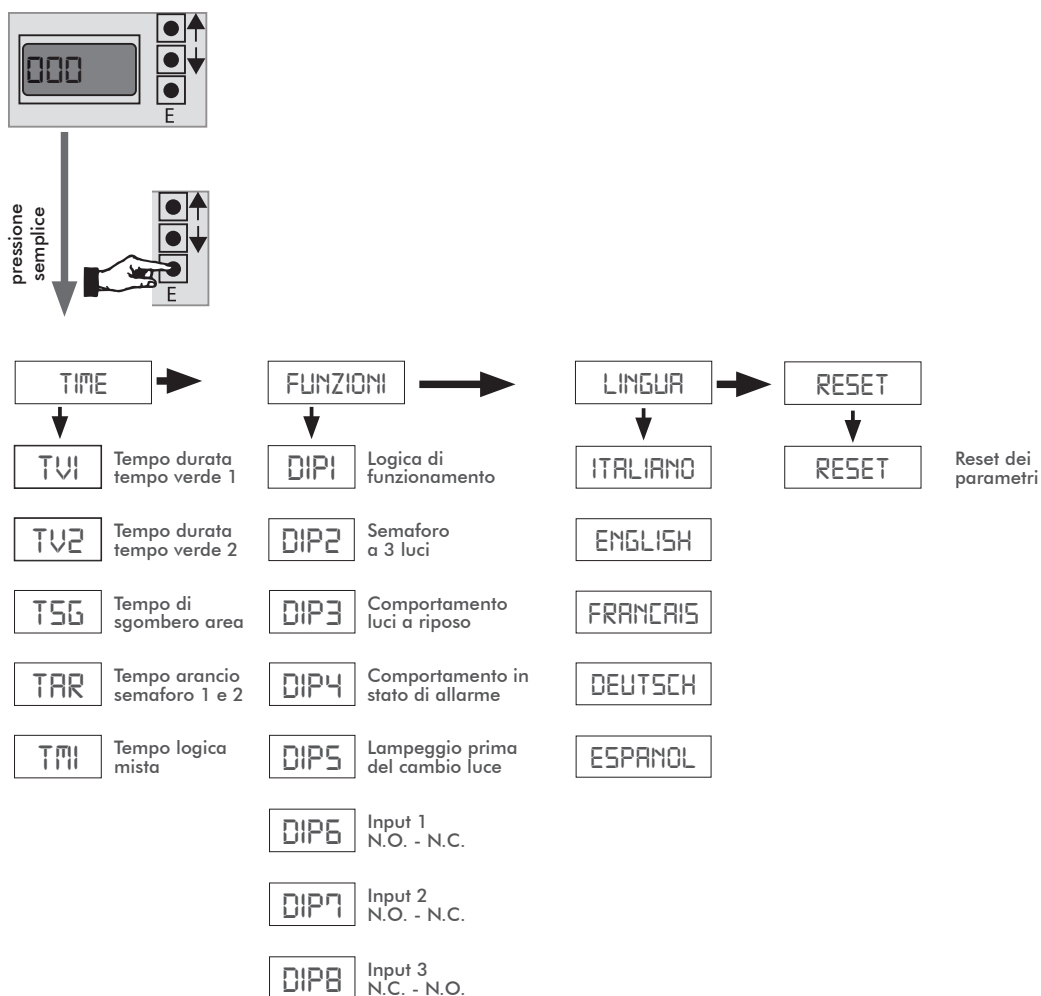 000
E
pressione
semplice
E
TIME
FUNZIONI
LINGUA
RESET
TV1
Tempo durata
tempo verde 1
TV2
Tempo durata
tempo verde 2
TSG
Tempo di
sgombero area
TAR
Tempo arancio
semaforo 1 e 2
TMI
Tempo logica
mista
DIP1
Logica di
funzionamento
DIP2
Semaforo
a 3 luci
DIP3
Comportamento
luci a riposo
DIP4
Comportamento in
stato di allarme
DIP5
Lampeggio prima
del cambio luce
DIP6
Input 1
N.O. - N.C.
DIP7
Input 2
N.O. - N.C.
DIP8
Input 3
N.C. - N.O.
ITALIANO
ENGLISH
FRANCAIS
DEUTSCH
ESPANOL
RESET
Reset dei
parametri